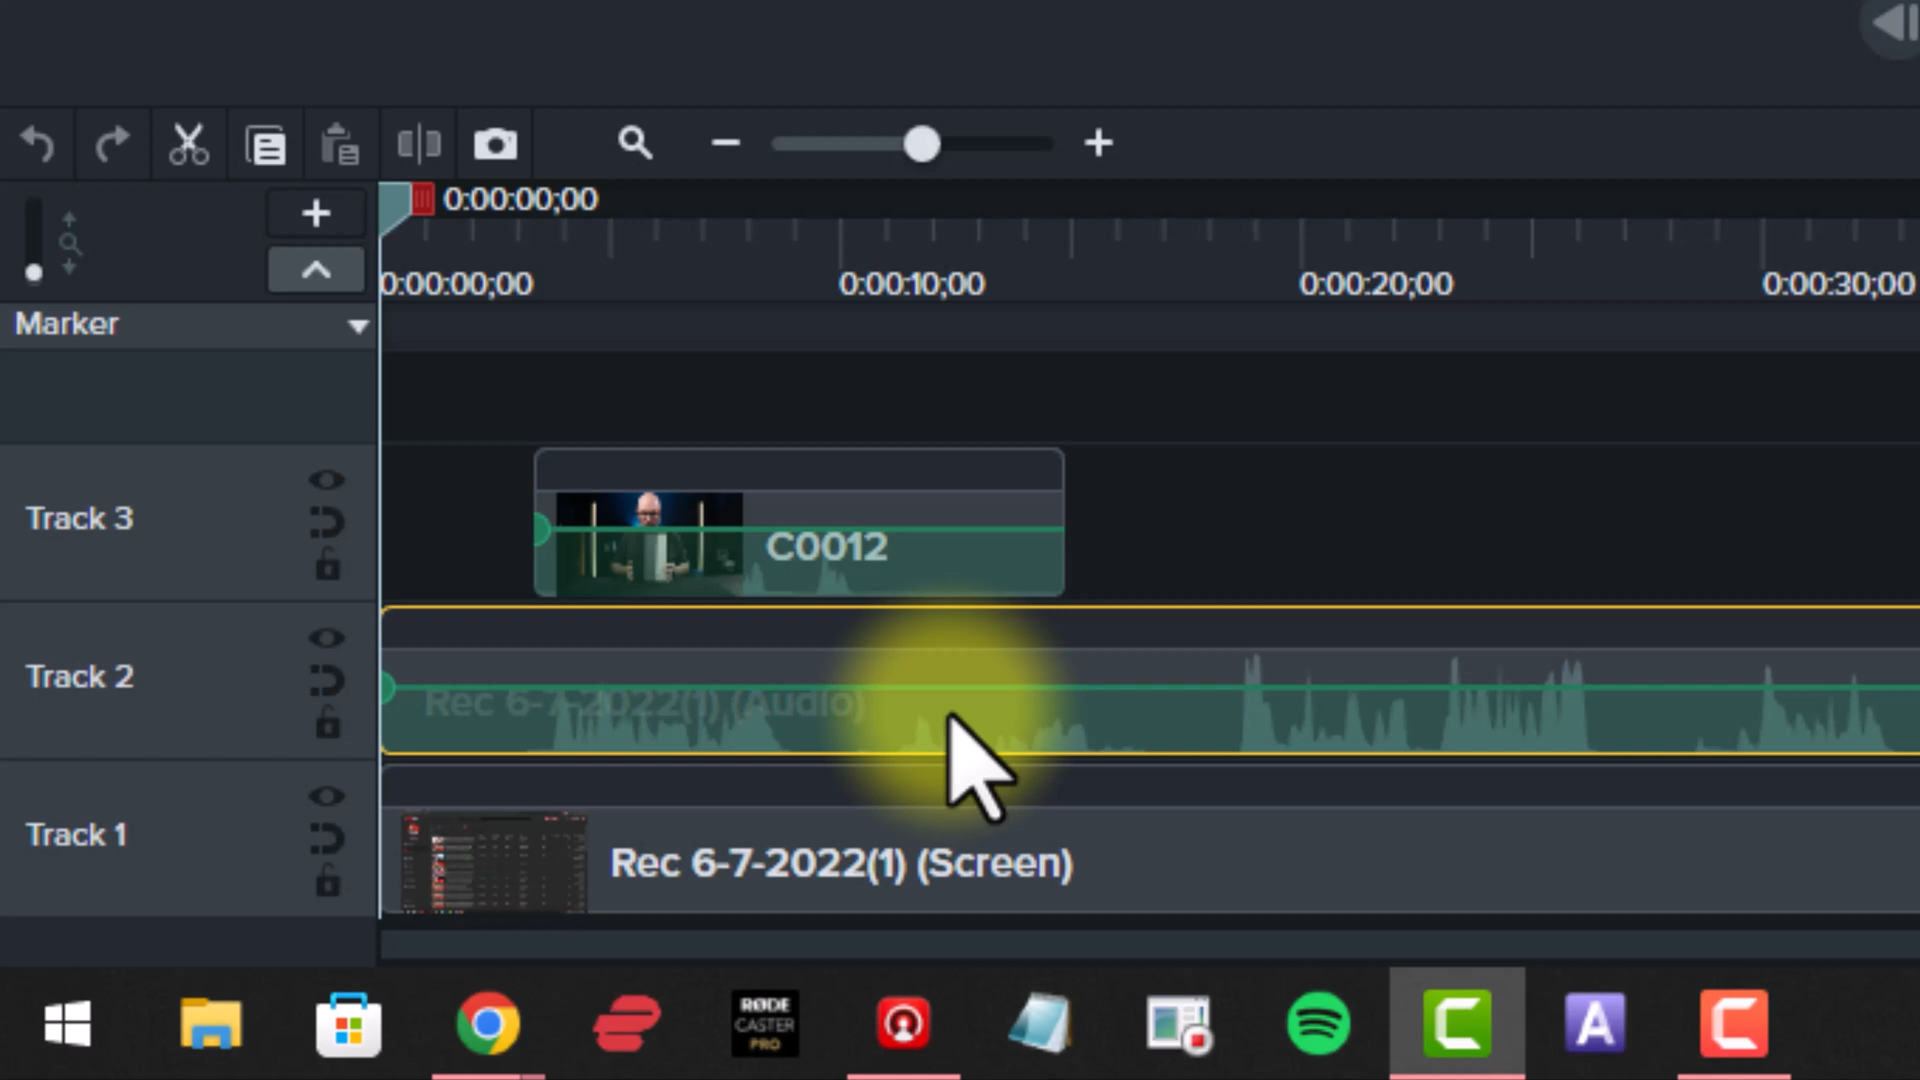 0:00:00;00
0:00:00;00
0:00:10;00
0:00:20;00
0:00:30;00
Marker
Track 3
C0012
Track 2
Rec 6-7-2022(1) (Audio)
Track 1
Rec 6-7-2022(1) (Screen)
RØDE
CASTER
PRO
A